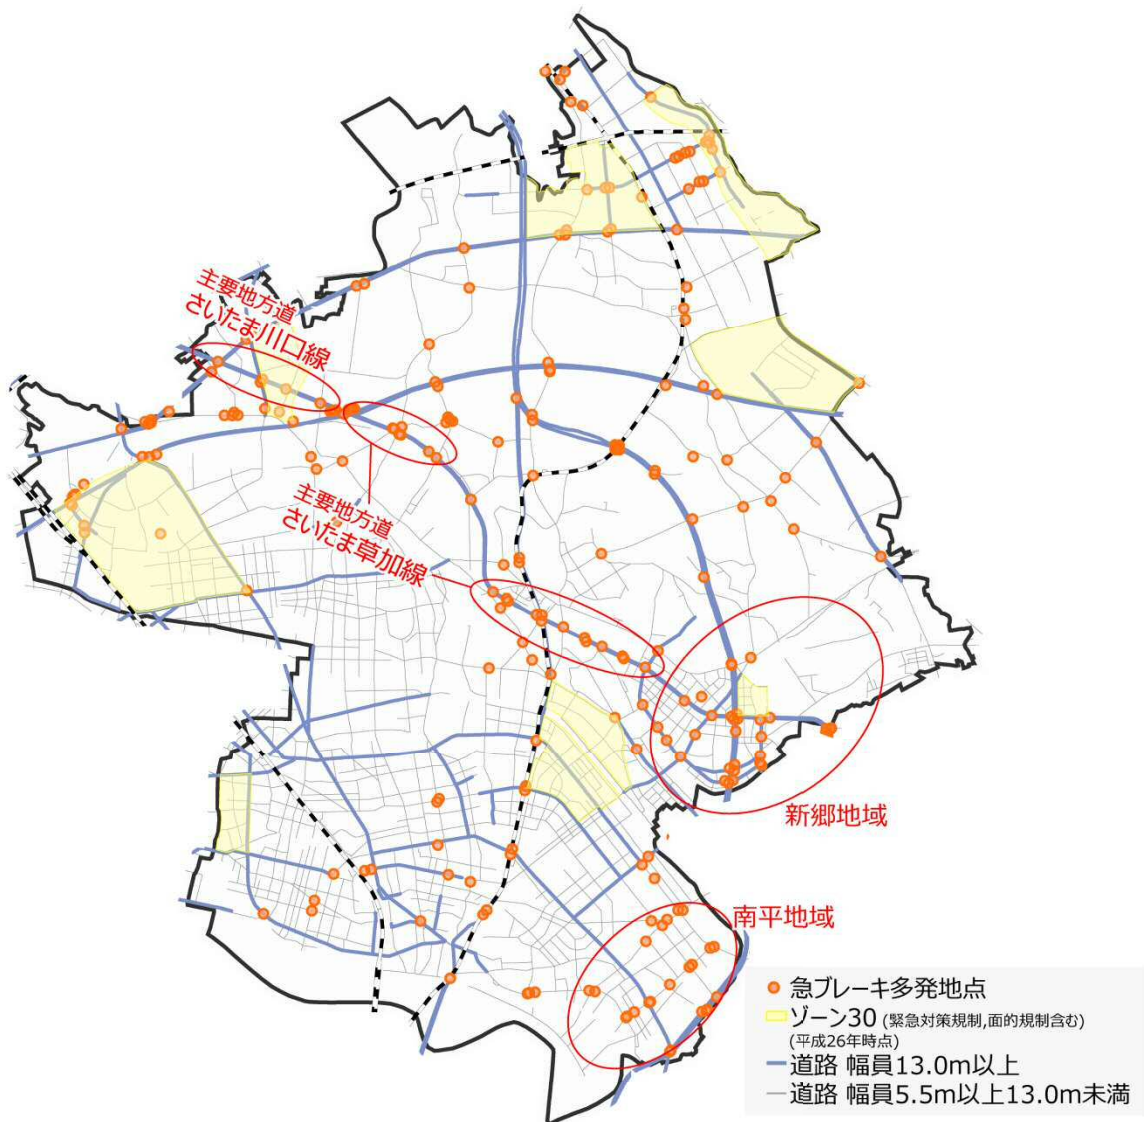 主要地方道
さいたま川口線
主要地方道
さいたま草加線
新郷地域
南平地域
急ブレーキ多発地点
ゾーン30 (緊急対策規制,面的規制含む)
(平成26年時点)
道路 幅員13.0m以上
道路 幅員5.5m以上13.0m未満